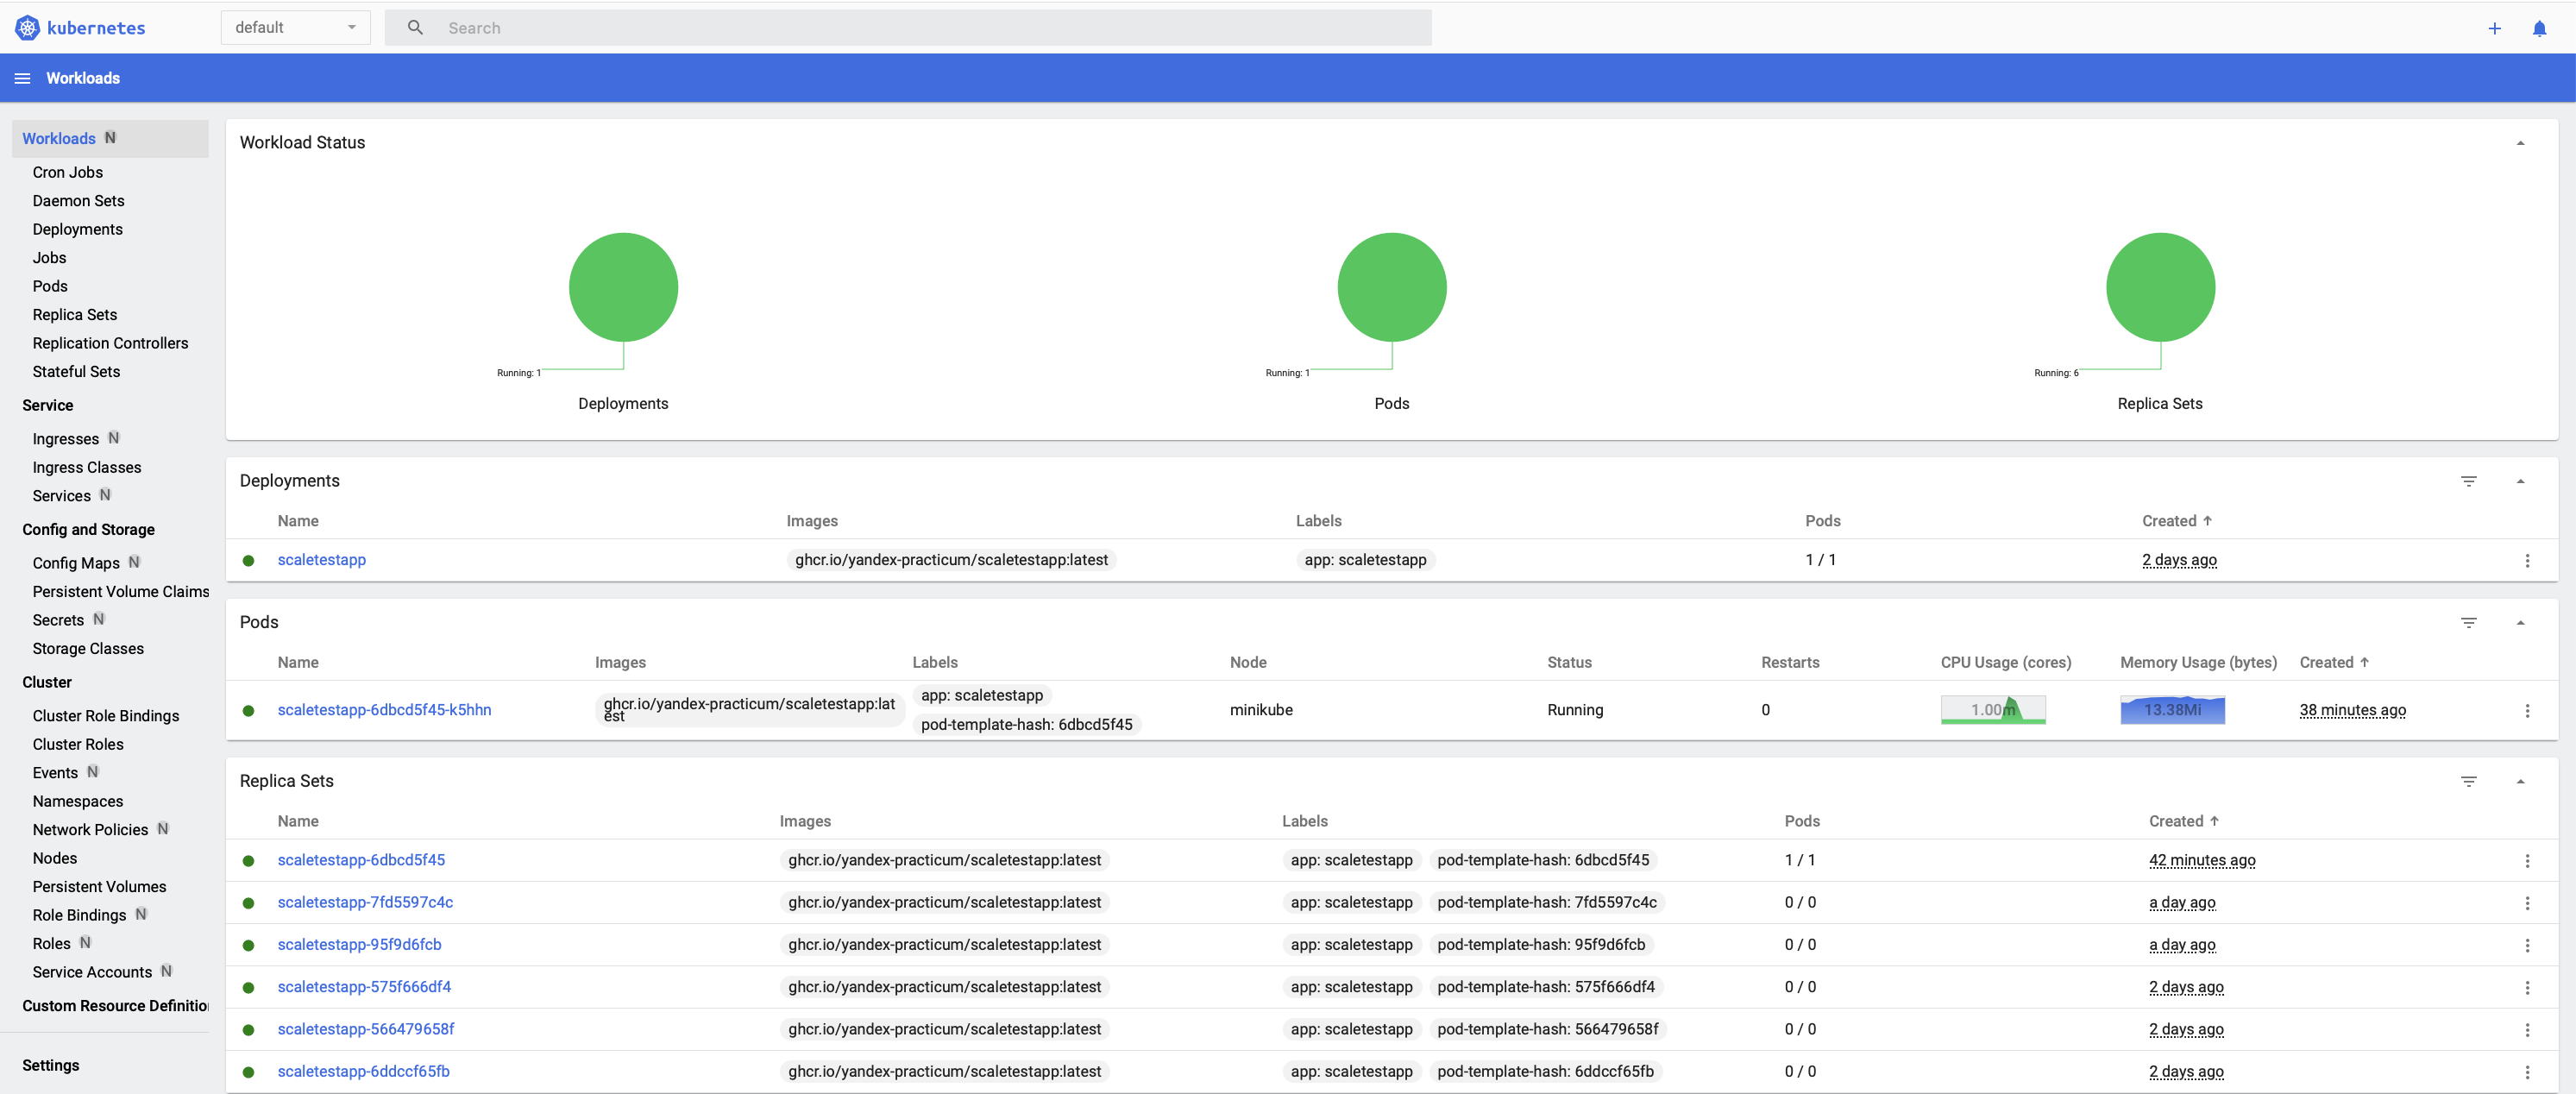 kubernetes
default
Search
Workloads
Workloads N
Cron Jobs
Daemon Sets
Deployments
Jobs
Pods
Replica Sets
Replication Controllers
Stateful Sets
Service
Ingresses N
Ingress Classes
Services N
Config and Storage
Config Maps N
Persistent Volume Claims
Secrets N
Storage Classes
Cluster
Cluster Role Bindings
Cluster Roles
Events N
Namespaces
Network Policies N
Nodes
Persistent Volumes
Role Bindings N
Roles N
Service Accounts N
Custom Resource Definitio
Settings
Workload Status
Running: 1
Deployments
Running: 1
Pods
Running: 6
Replica Sets
Deployments
Name Images Labels Pods Created ↑
scaletestapp ghcr.io/yandex-practicum/scaletestapp:latest app: scaletestapp 1 / 1 2 days ago
Pods
Name Images Labels Node Status Restarts CPU Usage (cores) Memory Usage (bytes) Created ↑
scaletestapp-6dbcd5f45-k5hhn ghcr.io/yandex-practicum/scaletestapp:lat
est app: scaletestapp
pod-template-hash: 6dbcd5f45 minikube Running 0 1.00m 13.38Mi 38 minutes ago
Replica Sets
Name Images Labels Pods Created ↑
scaletestapp-6dbcd5f45 ghcr.io/yandex-practicum/scaletestapp:latest app: scaletestapp pod-template-hash: 6dbcd5f45 1 / 1 42 minutes ago
scaletestapp-7fd5597c4c ghcr.io/yandex-practicum/scaletestapp:latest app: scaletestapp pod-template-hash: 7fd5597c4c 0 / 0 a day ago
scaletestapp-95f9d6fcb ghcr.io/yandex-practicum/scaletestapp:latest app: scaletestapp pod-template-hash: 95f9d6fcb 0 / 0 a day ago
scaletestapp-575f666df4 ghcr.io/yandex-practicum/scaletestapp:latest app: scaletestapp pod-template-hash: 575f666df4 0 / 0 2 days ago
scaletestapp-566479658f ghcr.io/yandex-practicum/scaletestapp:latest app: scaletestapp pod-template-hash: 566479658f 0 / 0 2 days ago
scaletestapp-6ddccf65fb ghcr.io/yandex-practicum/scaletestapp:latest app: scaletestapp pod-template-hash: 6ddccf65fb 0 / 0 2 days ago